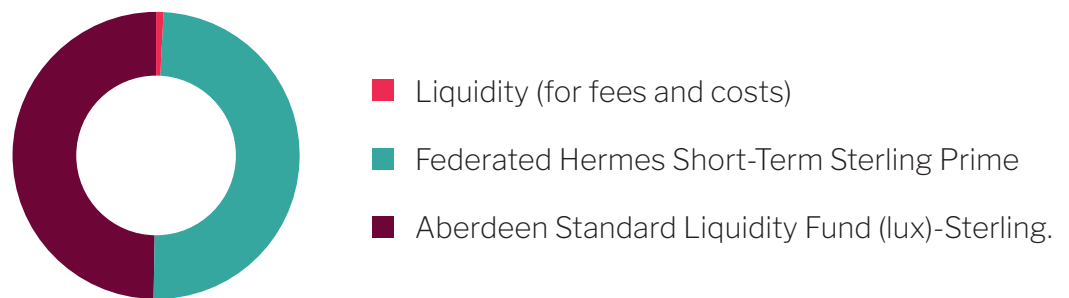 Liquidity (for fees and costs)
Federated Hermes Short-Term Sterling Prime
Aberdeen Standard Liquidity Fund (lux)-Sterling.